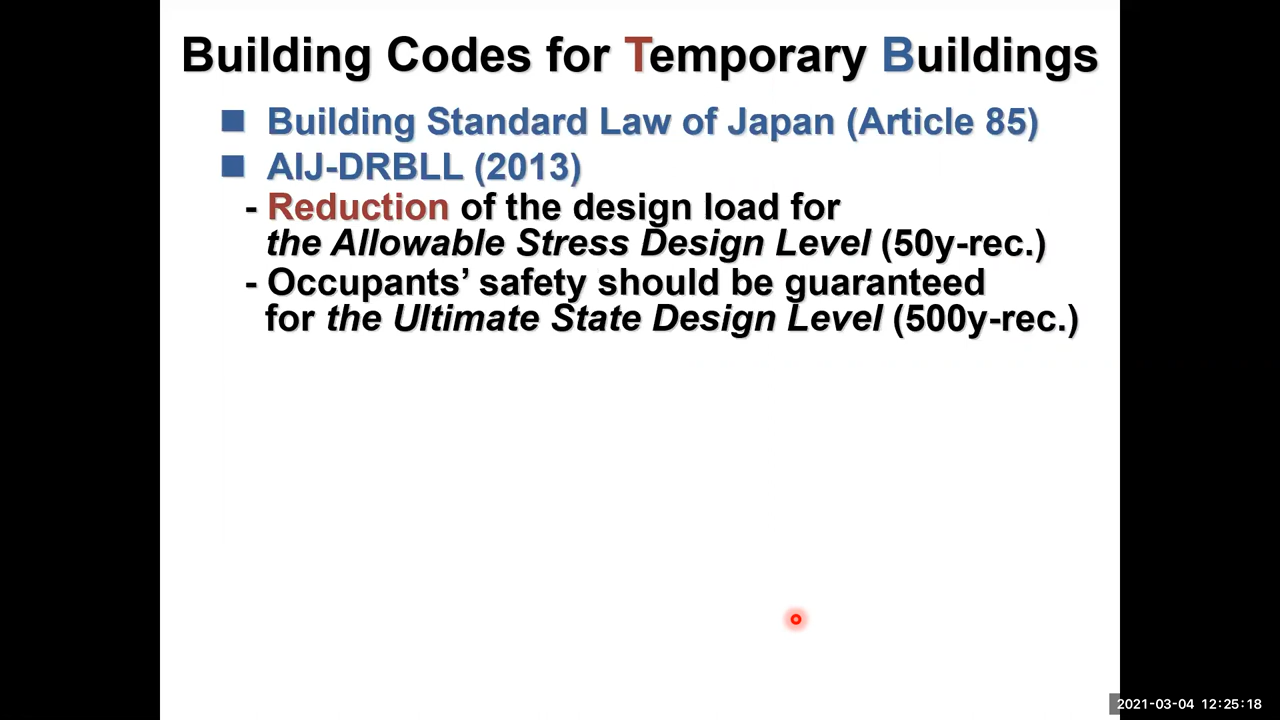 Building Codes for Temporary Buildings
Building Standard Law of Japan (Article 85)
AIJ-DRBLL (2013)
- Reduction of the design load for
the Allowable Stress Design Level (50y-rec.)
- Occupants’ safety should be guaranteed
for the Ultimate State Design Level (500y-rec.)
2021-03-04 12:25:18